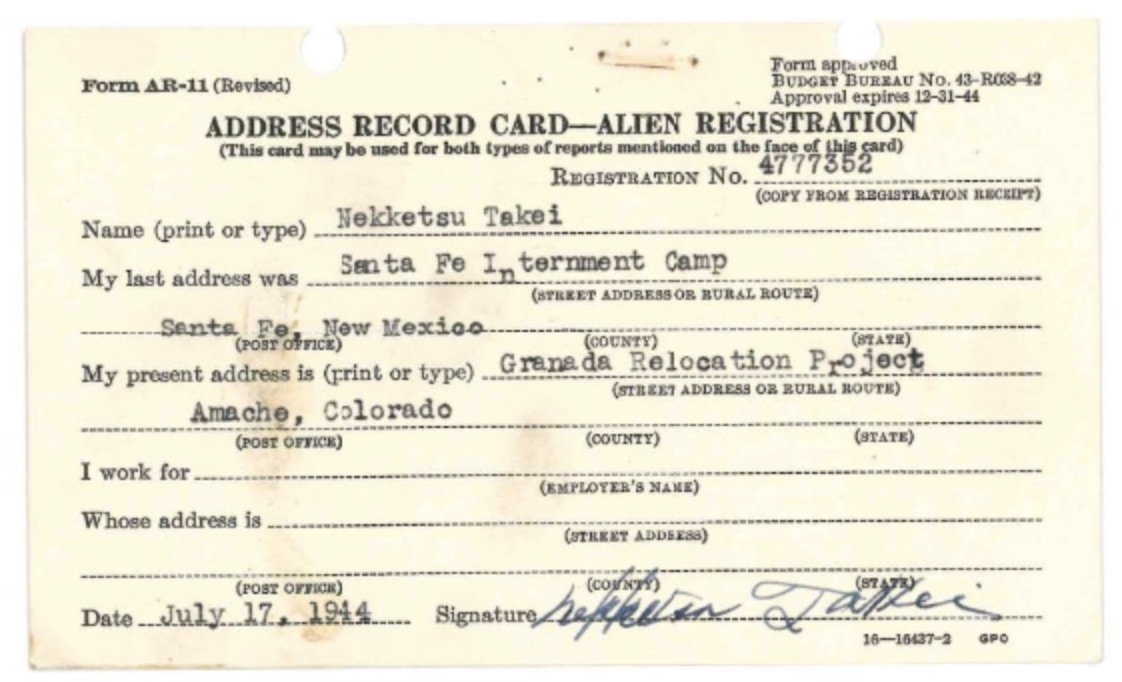 Form AR-11 (Revised)
Form approved
BUDGET BUREAU No. 43-R038-42
Approval expires 12-31-44
ADDRESS RECORD CARD—ALIEN REGISTRATION
(This card may be used for both types of reports mentioned on the face of this card)
REGISTRATION No. 4777352
(COPY FROM REGISTRATION RECEIPT)
Name (print or type) Nekketsu Takei
My last address was Santa Fe Internment Camp
(STREET ADDRESS OR RURAL ROUTE)
Santa Fe, New Mexico
(POST OFFICE) (COUNTY) (STATE)
My present address is (print or type) Granada Relocation Project
(STREET ADDRESS OR RURAL ROUTE)
Amache, Colorado
(POST OFFICE) (COUNTY) (STATE)
I work for
(EMPLOYER'S NAME)
Whose address is
(STREET ADDRESS)
(POST OFFICE) (COUNTY) (STATE)
Date July 17, 1944 Signature Nekketsu Takei
16—16437-2 GPO